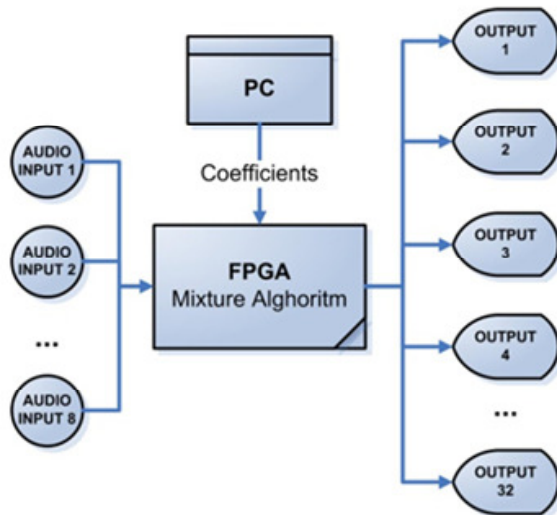 PC
Coefficients
FPGA
Mixture Alghoritm
AUDIO
INPUT 1
AUDIO
INPUT 2
...
AUDIO
INPUT 8
OUTPUT
1
OUTPUT
2
OUTPUT
3
OUTPUT
4
...
OUTPUT
32